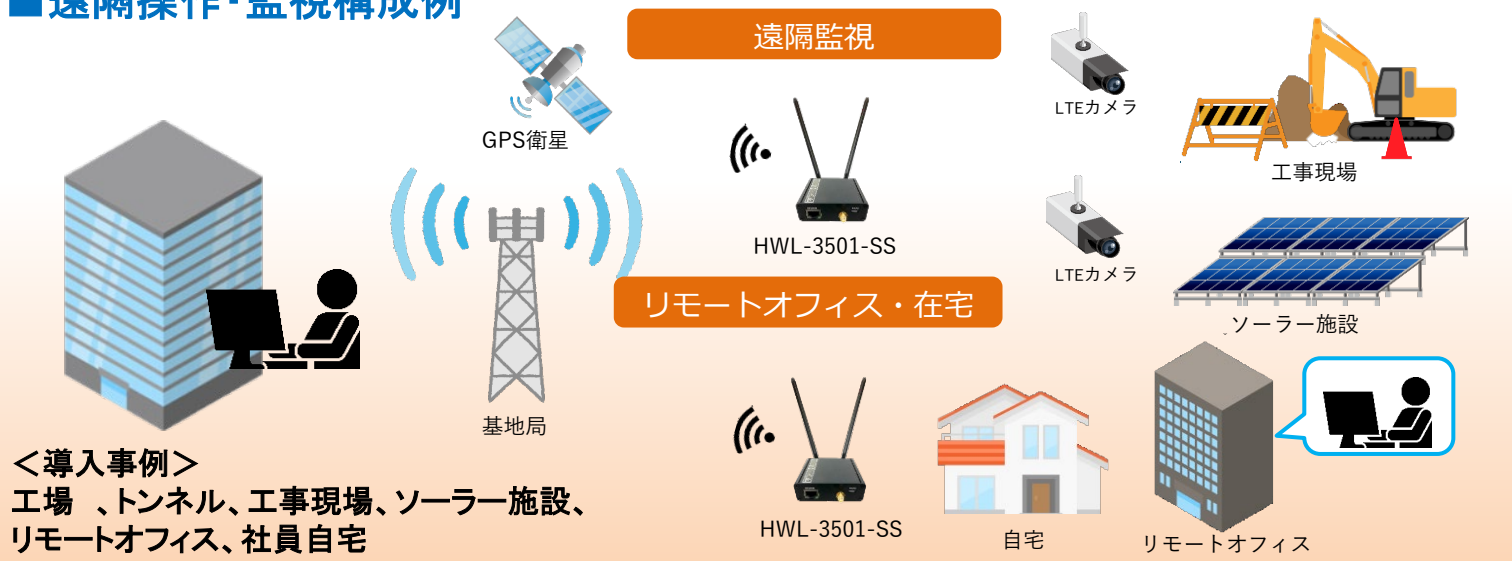 ■遠隔操作・監視構成例
遠隔監視
GPS衛星
LTEカメラ
工事現場
HWL-3501-SS
LTEカメラ
リモートオフィス・在宅
ソーラー施設
基地局
HWL-3501-SS
自宅
リモートオフィス
＜導入事例＞
工場　、トンネル、工事現場、ソーラー施設、
リモートオフィス、社員自宅